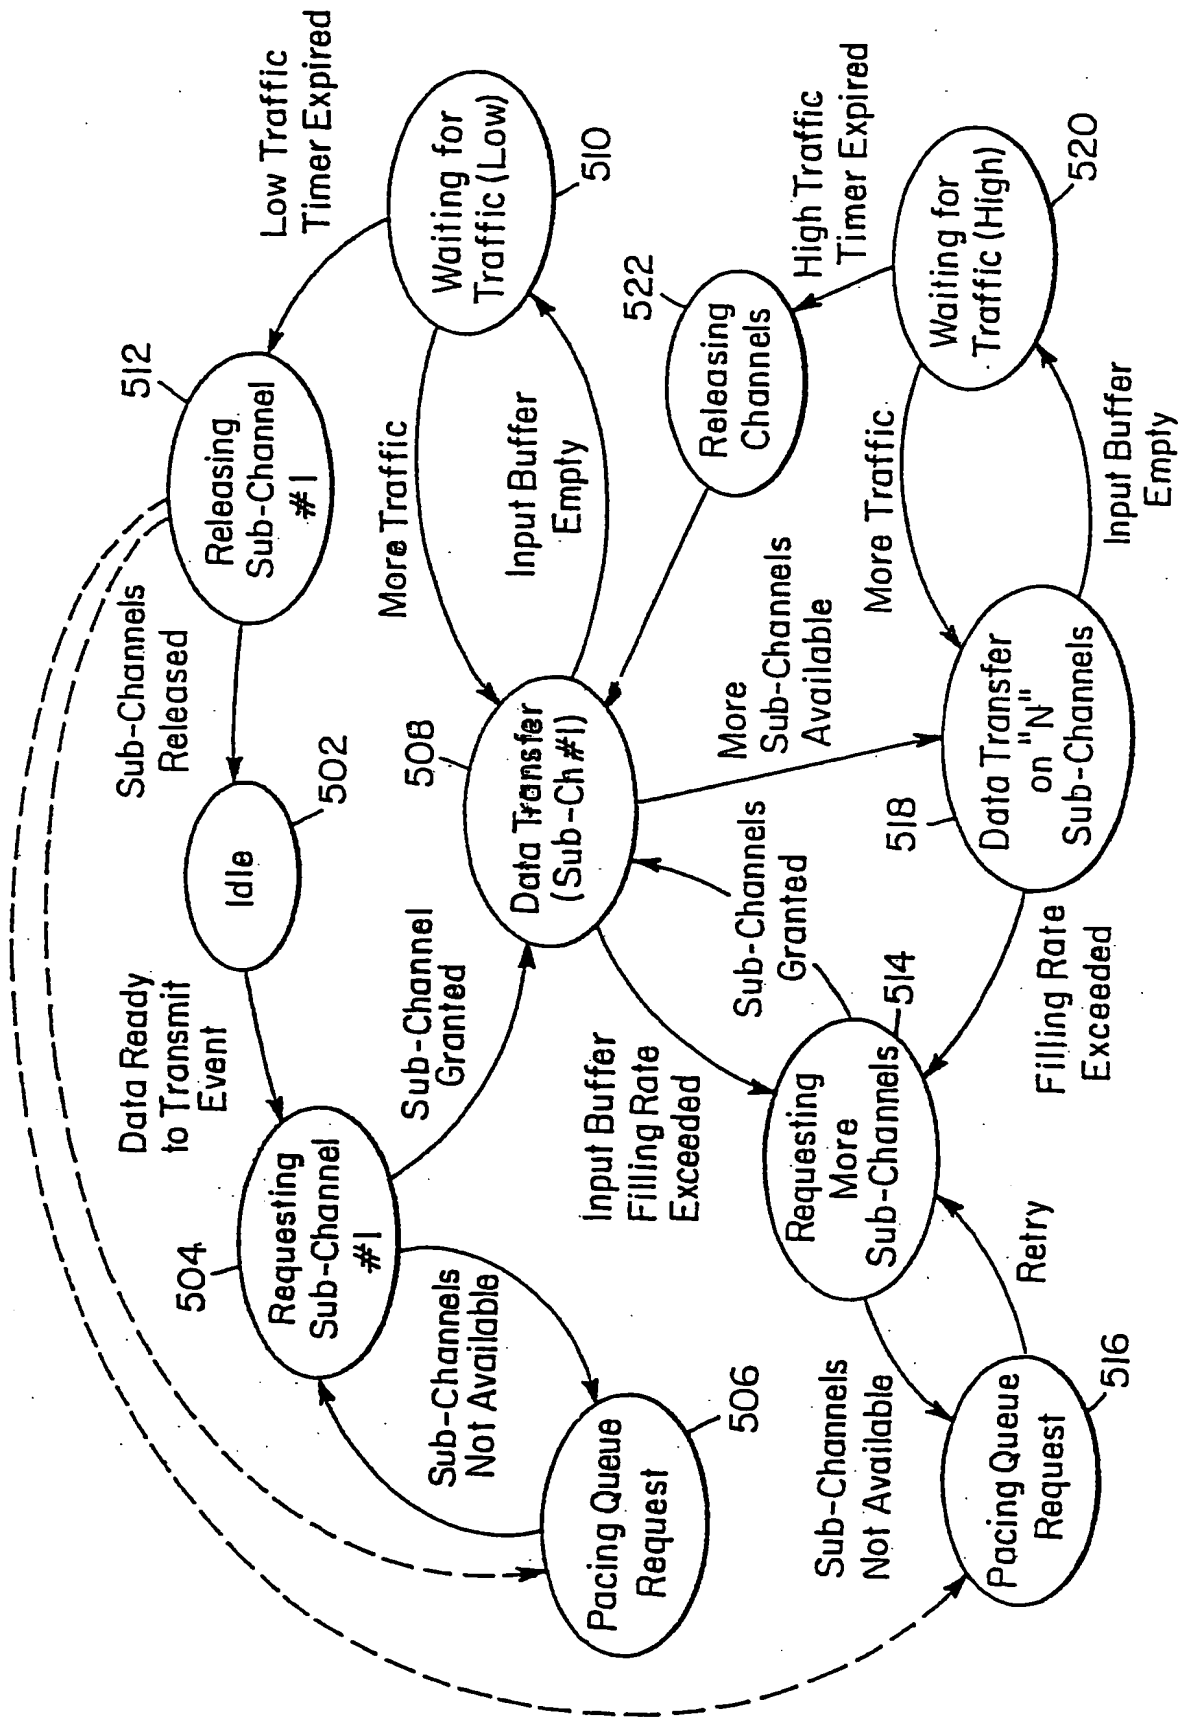 Low Traffic
Timer Expired
Waiting for
Traffic (Low)
510
512
Releasing
Sub-Channel
#1
Sub-Channels
Released
Idle
502
Data Ready
to Transmit
Event
504
Requesting
Sub-Channel
#1
Sub-Channel
Granted
Sub-Channels
Not Available
Pacing Queue
Request
506
More Traffic
Input Buffer
Empty
508
Data Transfer
(Sub-Ch#1)
522
Releasing
Channels
High Traffic
Timer Expired
Waiting for
Traffic (High)
520
More Traffic
Input Buffer
Empty
More
Sub-Channels
Available
518
Data Transfer
on "N"
Sub-Channels
Sub-Channels
Granted
Input Buffer
Filling Rate
Exceeded
514
Requesting
More
Sub-Channels
Filling Rate
Exceeded
Retry
Sub-Channels
Not Available
Pacing Queue
Request
516